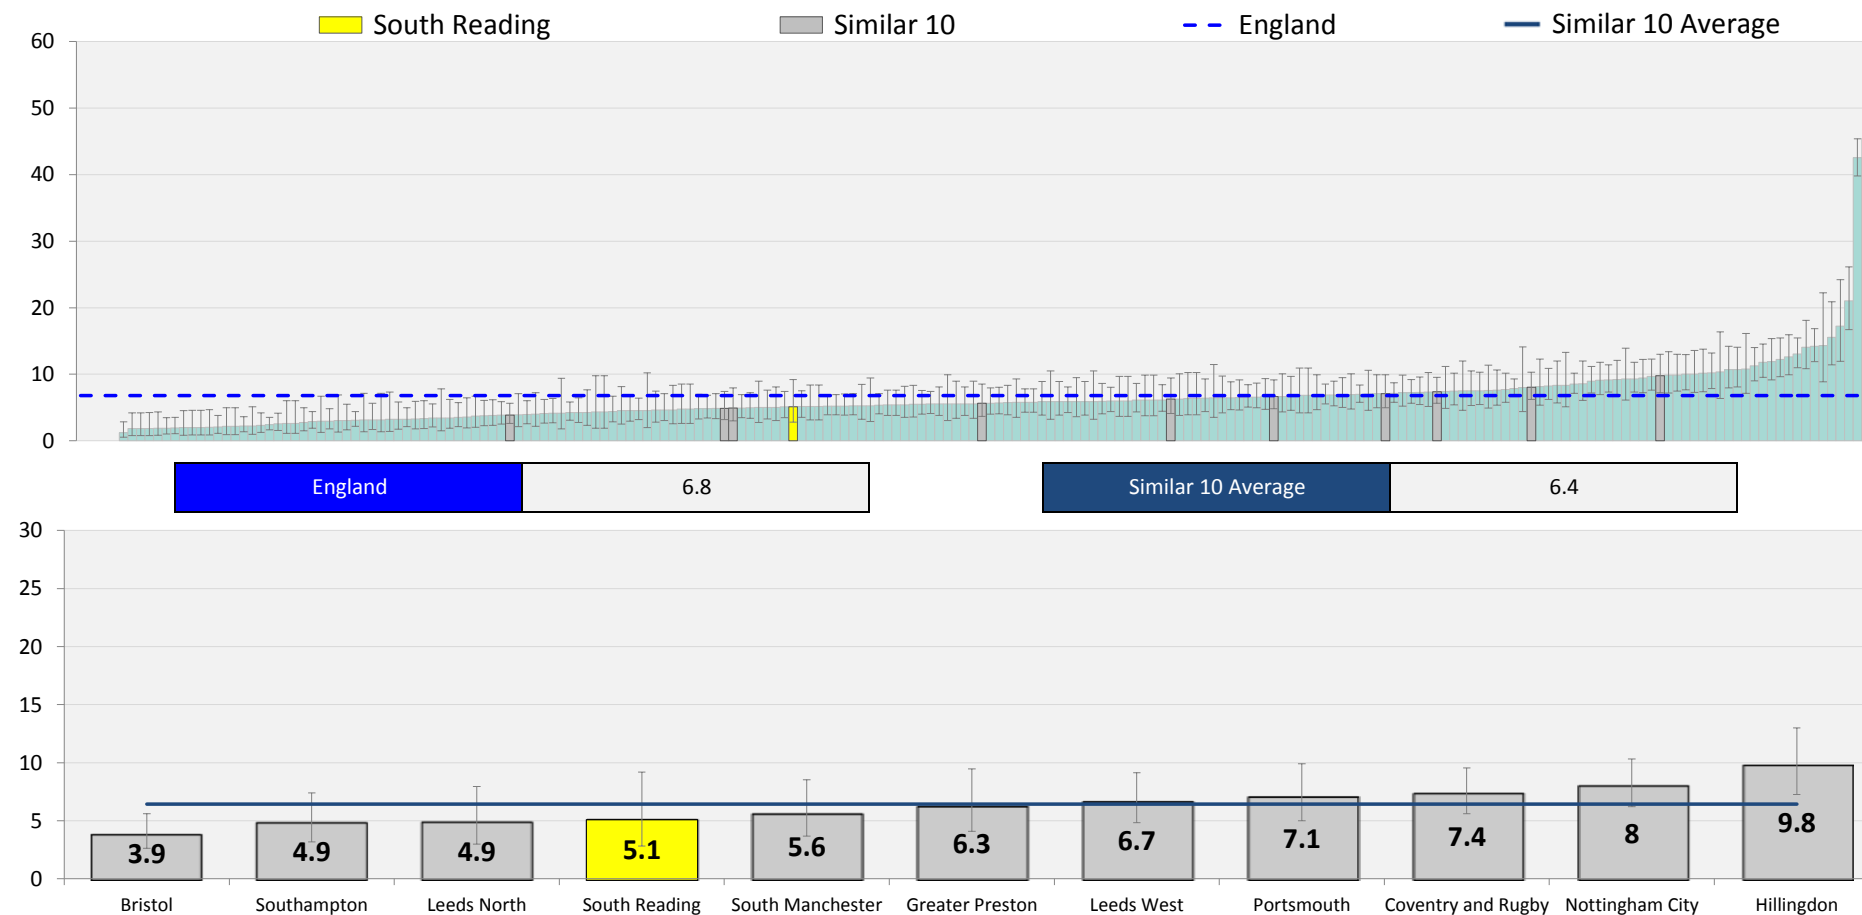 South Reading
Similar 10
England
Similar 10 Average
60
50
40
30
20
10
0
England
6.8
Similar 10 Average
6.4
30
25
20
15
10
5
0
3.9
4.9
4.9
5.1
5.6
6.3
6.7
7.1
7.4
8
9.8
Bristol
Southampton
Leeds North
South Reading
South Manchester
Greater Preston
Leeds West
Portsmouth
Coventry and Rugby
Nottingham City
Hillingdon